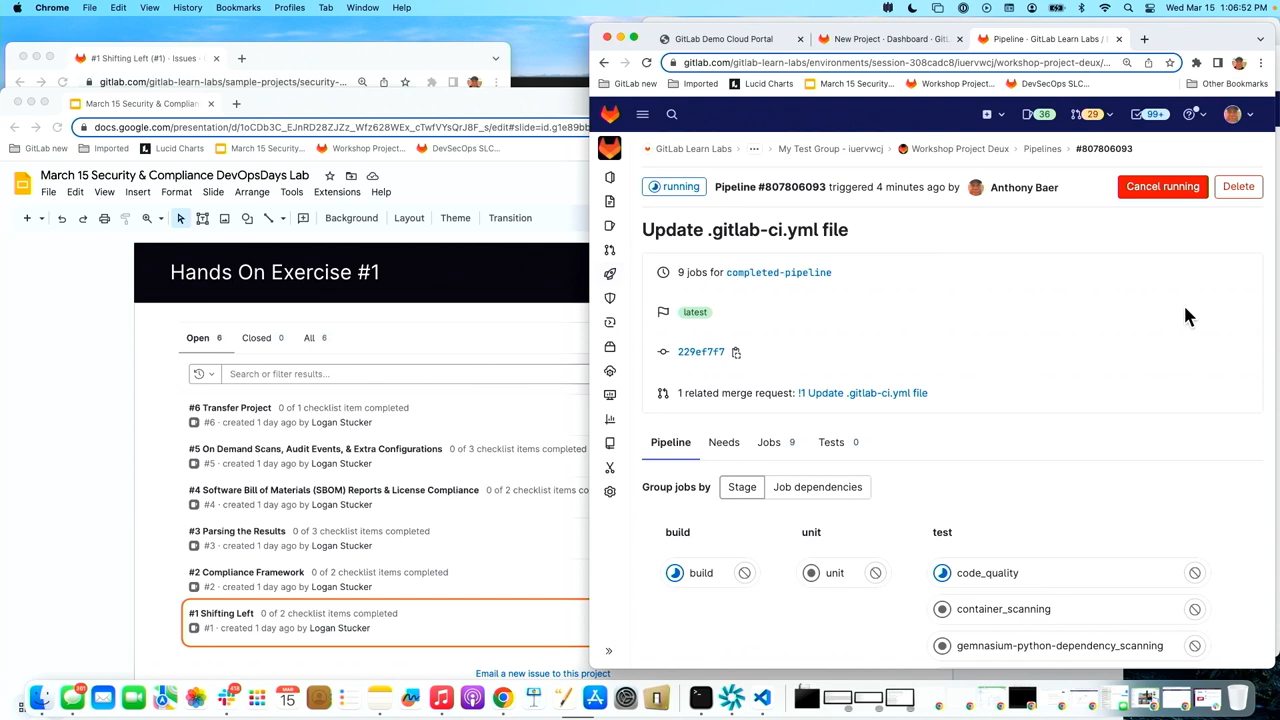 Chrome File Edit View History Bookmarks Profiles Tab Window Help
Wed Mar 15 1:06:52 PM
#1 Shifting Left (#1) · Issues ·
gitlab.com/gitlab-learn-labs/sample-projects/security-...
March 15 Security & Complian
docs.google.com/presentation/d/1oCDb3C_EJnRD28ZJZz_Wfz628WEx_cTwfVYsQrJ8F_s/edit#slide=id.g1e89bb
GitLab new Imported Lucid Charts March 15 Security... Workshop Project... DevSecOps SLC...
March 15 Security & Compliance DevOpsDays Lab
File Edit View Insert Format Slide Arrange Tools Extensions Help
Background Layout Theme Transition
Hands On Exercise #1
Open 6 Closed 0 All 6
Search or filter results...
#6 Transfer Project 0 of 1 checklist item completed
#6 · created 1 day ago by Logan Stucker
#5 On Demand Scans, Audit Events, & Extra Configurations 0 of 3 checklist items completed
#5 · created 1 day ago by Logan Stucker
#4 Software Bill of Materials (SBOM) Reports & License Compliance 0 of 2 checklist items co
#4 · created 1 day ago by Logan Stucker
#3 Parsing the Results 0 of 3 checklist items completed
#3 · created 1 day ago by Logan Stucker
#2 Compliance Framework 0 of 2 checklist items completed
#2 · created 1 day ago by Logan Stucker
#1 Shifting Left 0 of 2 checklist items completed
#1 · created 1 day ago by Logan Stucker
Email a new issue to this project
GitLab Demo Cloud Portal
New Project · Dashboard · GitL
Pipeline · GitLab Learn Labs / M
gitlab.com/gitlab-learn-labs/environments/session-308cadc8/iuervwcj/workshop-project-deux/...
GitLab new Imported Lucid Charts March 15 Security... Workshop Project... DevSecOps SLC... Other Bookmarks
36 29 99+
GitLab Learn Labs ... My Test Group - iuervwcj Workshop Project Deux Pipelines #807806093
running Pipeline #807806093 triggered 4 minutes ago by Anthony Baer Cancel running Delete
Update .gitlab-ci.yml file
9 jobs for completed-pipeline
latest
229ef7f7
1 related merge request: !1 Update .gitlab-ci.yml file
Pipeline Needs Jobs 9 Tests 0
Group jobs by Stage Job dependencies
build unit test
build unit code_quality
container_scanning
gemnasium-python-dependency_scanning